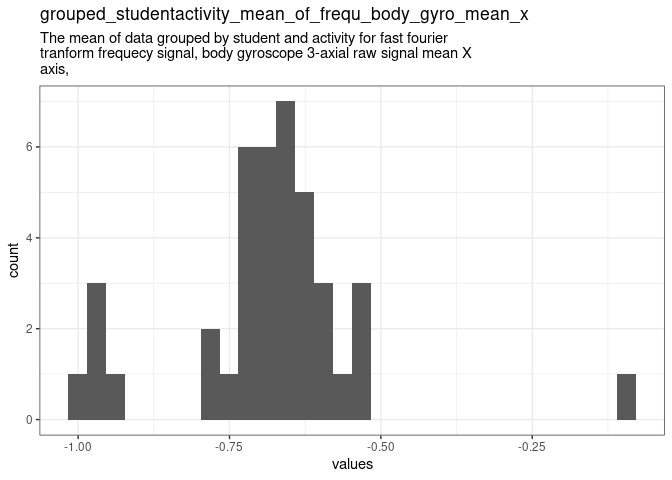 grouped_studentactivity_mean_of_frequ_body_gyro_mean_x
The mean of data grouped by student and activity for fast fourier
tranform frequecy signal, body gyroscope 3-axial raw signal mean X
axis,
6
4
2
0
count
-1.00
-0.75
-0.50
-0.25
values